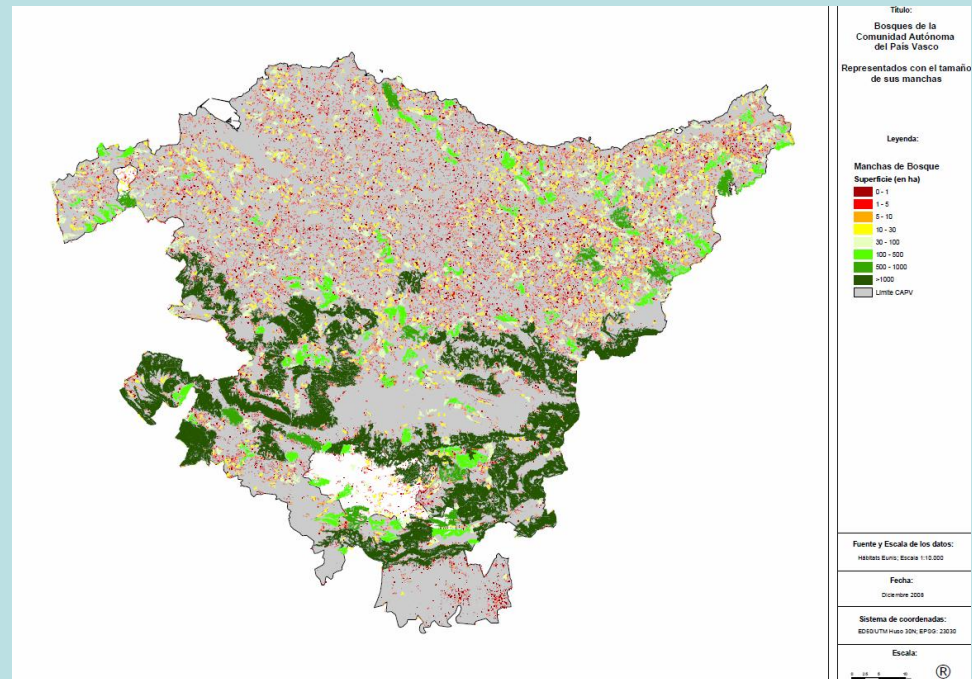 Título:
Bosques de la
Comunidad Autónoma
del País Vasco
Representados con el tamaño
de sus manchas
Leyenda:
Manchas de Bosque
Superficie (en ha)
0 - 1
1 - 5
5 - 10
10 - 30
30 - 100
100 - 500
500 - 1000
>1000
Límite CAPV
Fuente y Escala de los datos:
Hábitats Eunis; Escala 1:10.000
Fecha:
Diciembre 2008
Sistema de coordenadas:
ED50/UTM Huso 30N; EPSG: 23030
Escala:
®